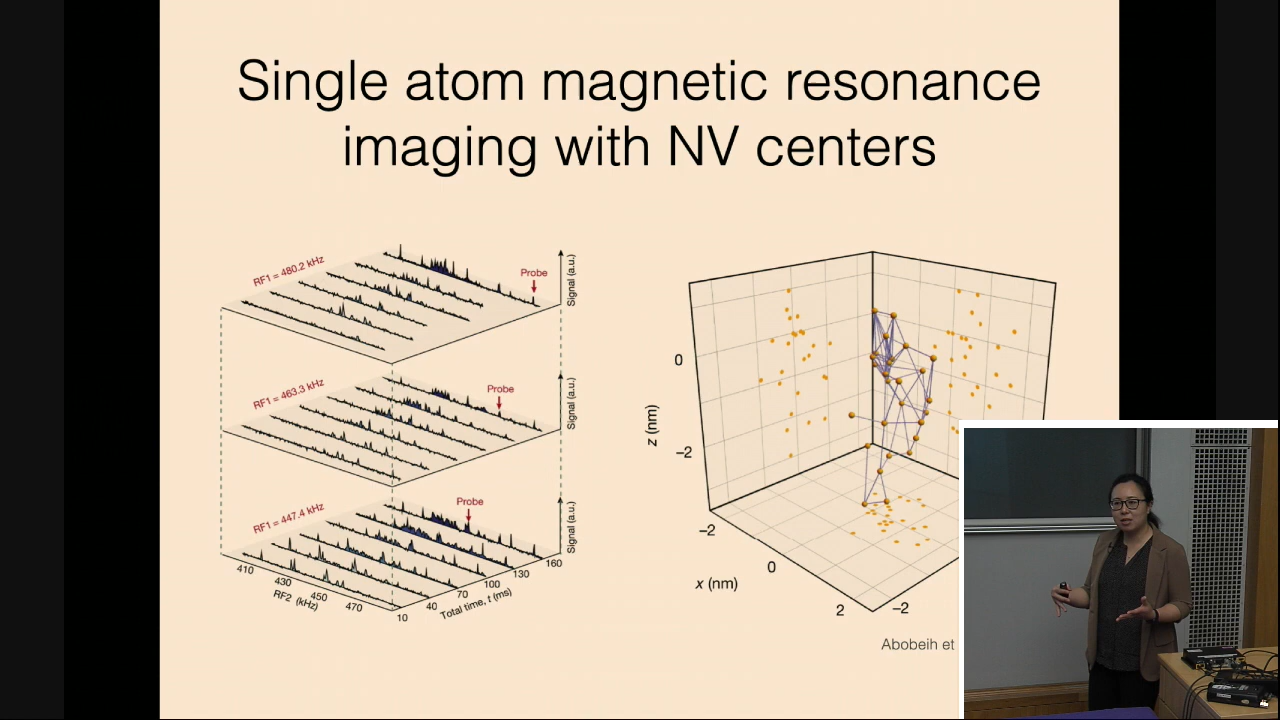 Single atom magnetic resonance
imaging with NV centers
RF1 = 480.2 kHz
Probe
Signal (a.u.)
RF1 = 463.3 kHz
Probe
Signal (a.u.)
RF1 = 447.4 kHz
Probe
Signal (a.u.)
410
430
450
470
RF2 (kHz)
10
40
70
100
130
160
Total time, t (ms)
0
−2
z (nm)
−2
0
2
x (nm)
−2
Abobeih et